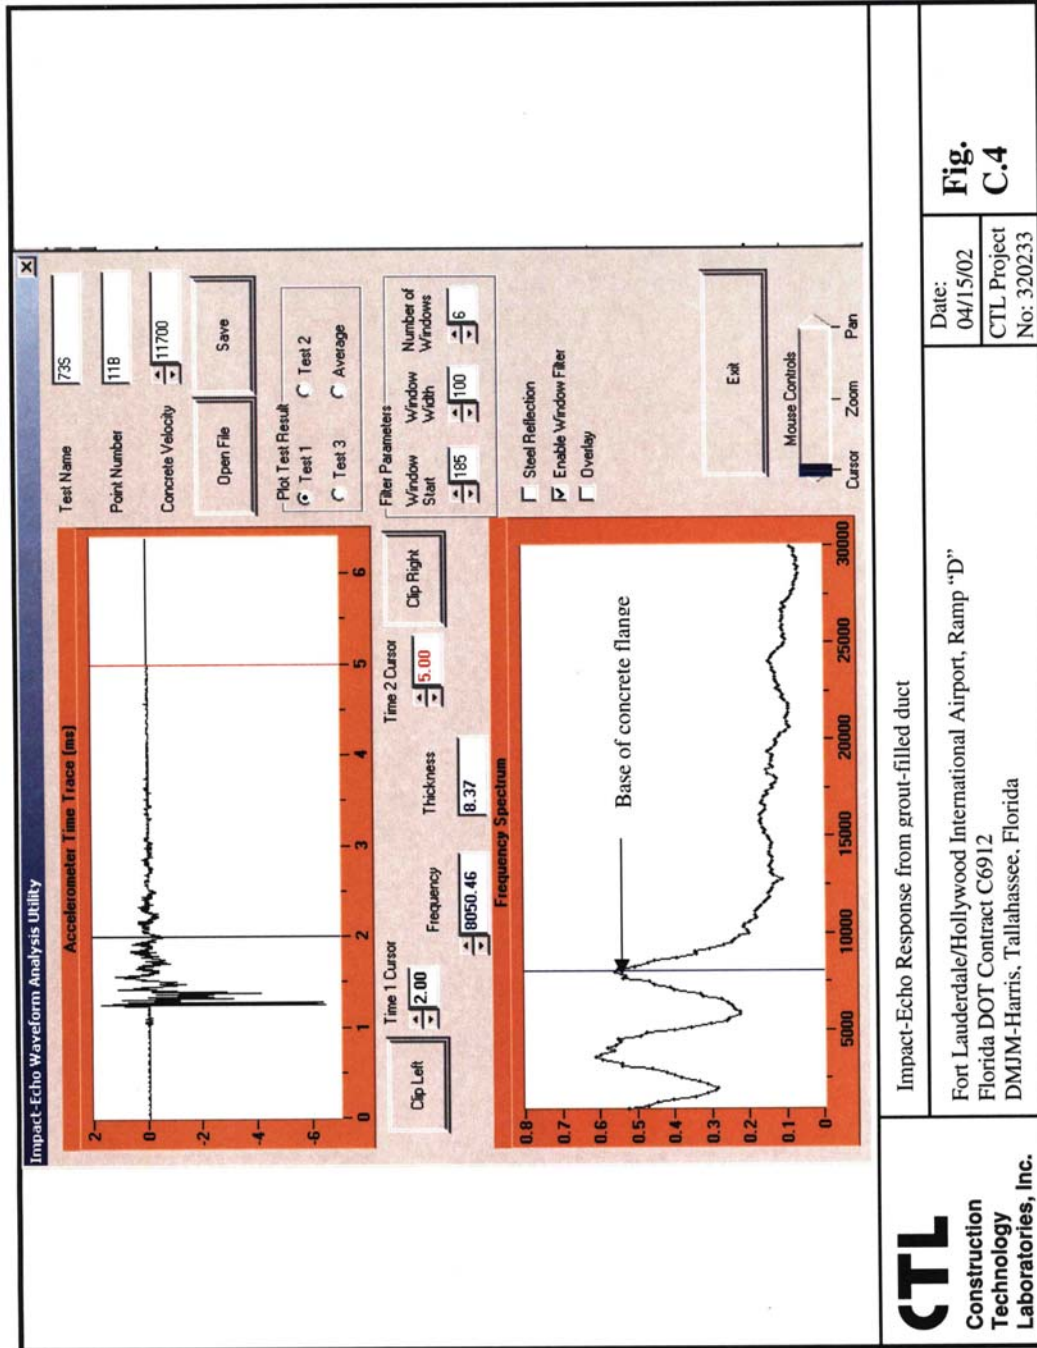 Impact-Echo Waveform Analysis Utility
Accelerometer Time Trace (ms)
2
0
-2
-4
-6
0
1
2
3
4
5
6
Test Name
73S
Point Number
11B
Concrete Velocity
11700
Open File
Save
Plot Test Result
Test 1
Test 2
Test 3
Average
Clip Left
Time 1 Cursor
2.00
Frequency
8050.46
Thickness
8.37
Time 2 Cursor
5.00
Clip Right
Filter Parameters
Window Start
185
Window Width
100
Number of Windows
6
Steel Reflection
Enable Window Filter
Overlay
Frequency Spectrum
0.8
0.7
0.6
0.5
0.4
0.3
0.2
0.1
0
5000
10000
15000
20000
25000
30000
Base of concrete flange
Exit
Mouse Controls
Cursor
Zoom
Pan
CTL
Construction
Technology
Laboratories, Inc.
Impact-Echo Response from grout-filled duct
Fort Lauderdale/Hollywood International Airport, Ramp “D”
Florida DOT Contract C6912
DMJM-Harris, Tallahassee, Florida
Date:
04/15/02
CTL Project
No: 320233
Fig.
C.4